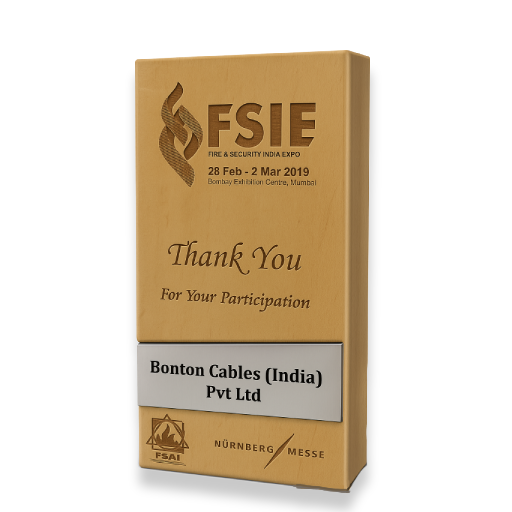 FSIE
FIRE & SECURITY INDIA EXPO
28 Feb - 2 Mar 2019
Bombay Exhibition Centre, Mumbai
Thank You
For Your Participation
Bonton Cables (India)
Pvt Ltd
FSAI
NÜRNBERG MESSE